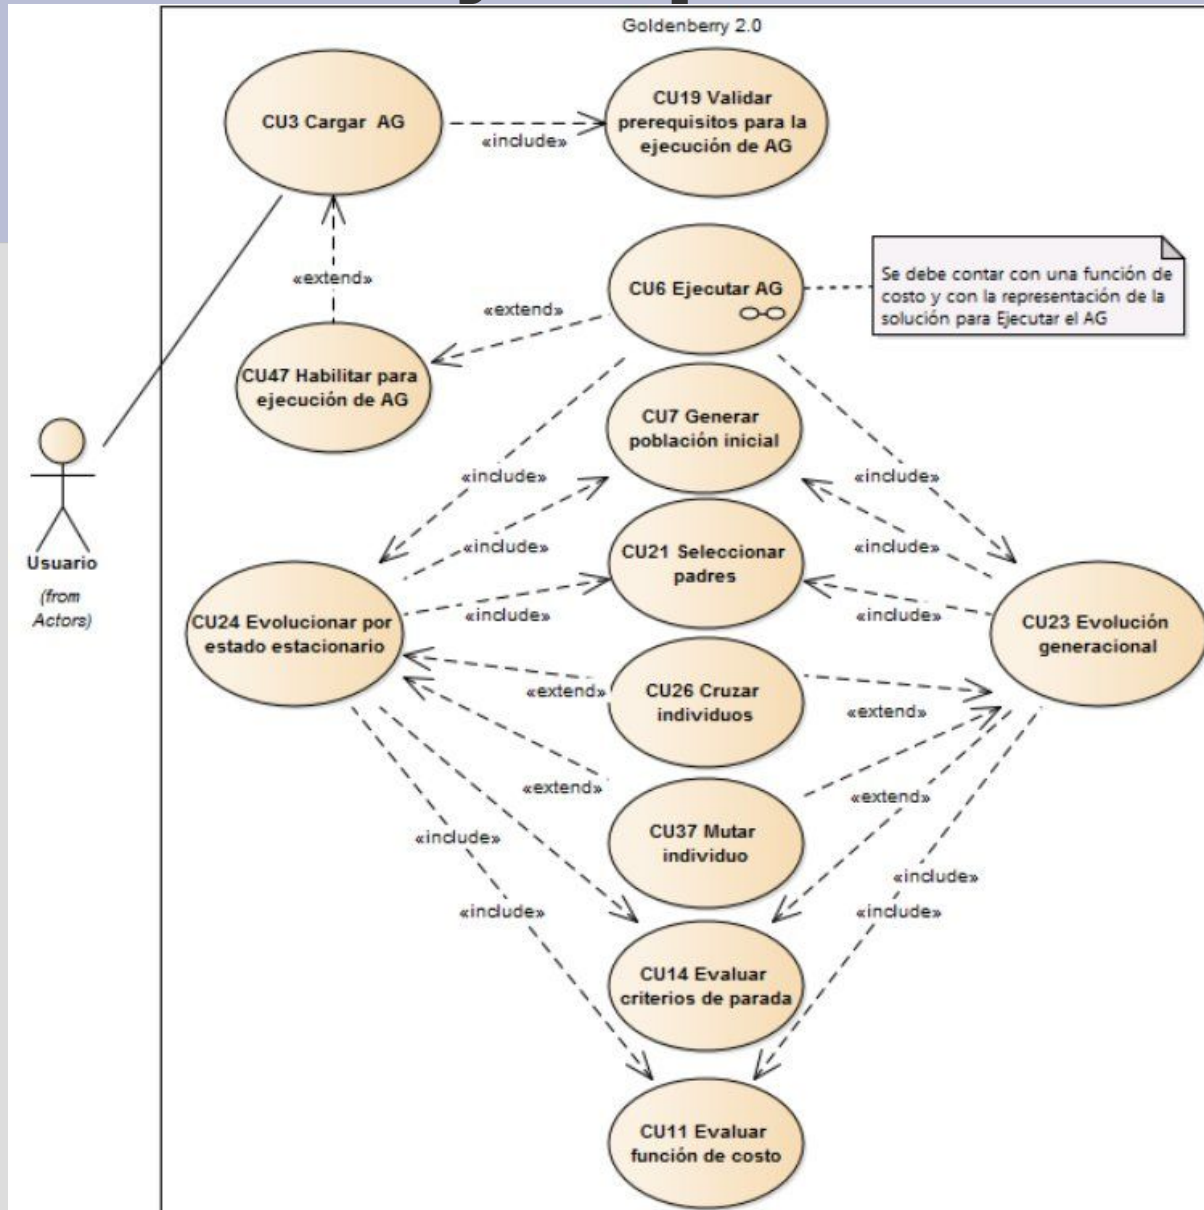 Goldenberry 2.0
CU3 Cargar AG
CU19 Validar
prerequisitos para la
ejecución de AG
«include»
«extend»
CU6 Ejecutar AG
Se debe contar con una función de
costo y con la representación de la
solución para Ejecutar el AG
«extend»
CU47 Habilitar para
ejecución de AG
CU7 Generar
población inicial
«include»
«include»
«include»
«include»
CU21 Seleccionar
padres
Usuario
(from
Actors)
CU24 Evolucionar por
estado estacionario
«include»
«include»
CU23 Evolución
generacional
CU26 Cruzar
individuos
«extend»
«extend»
«extend»
«extend»
CU37 Mutar
individuo
«include»
«include»
«include»
«include»
CU14 Evaluar
criterios de parada
CU11 Evaluar
función de costo